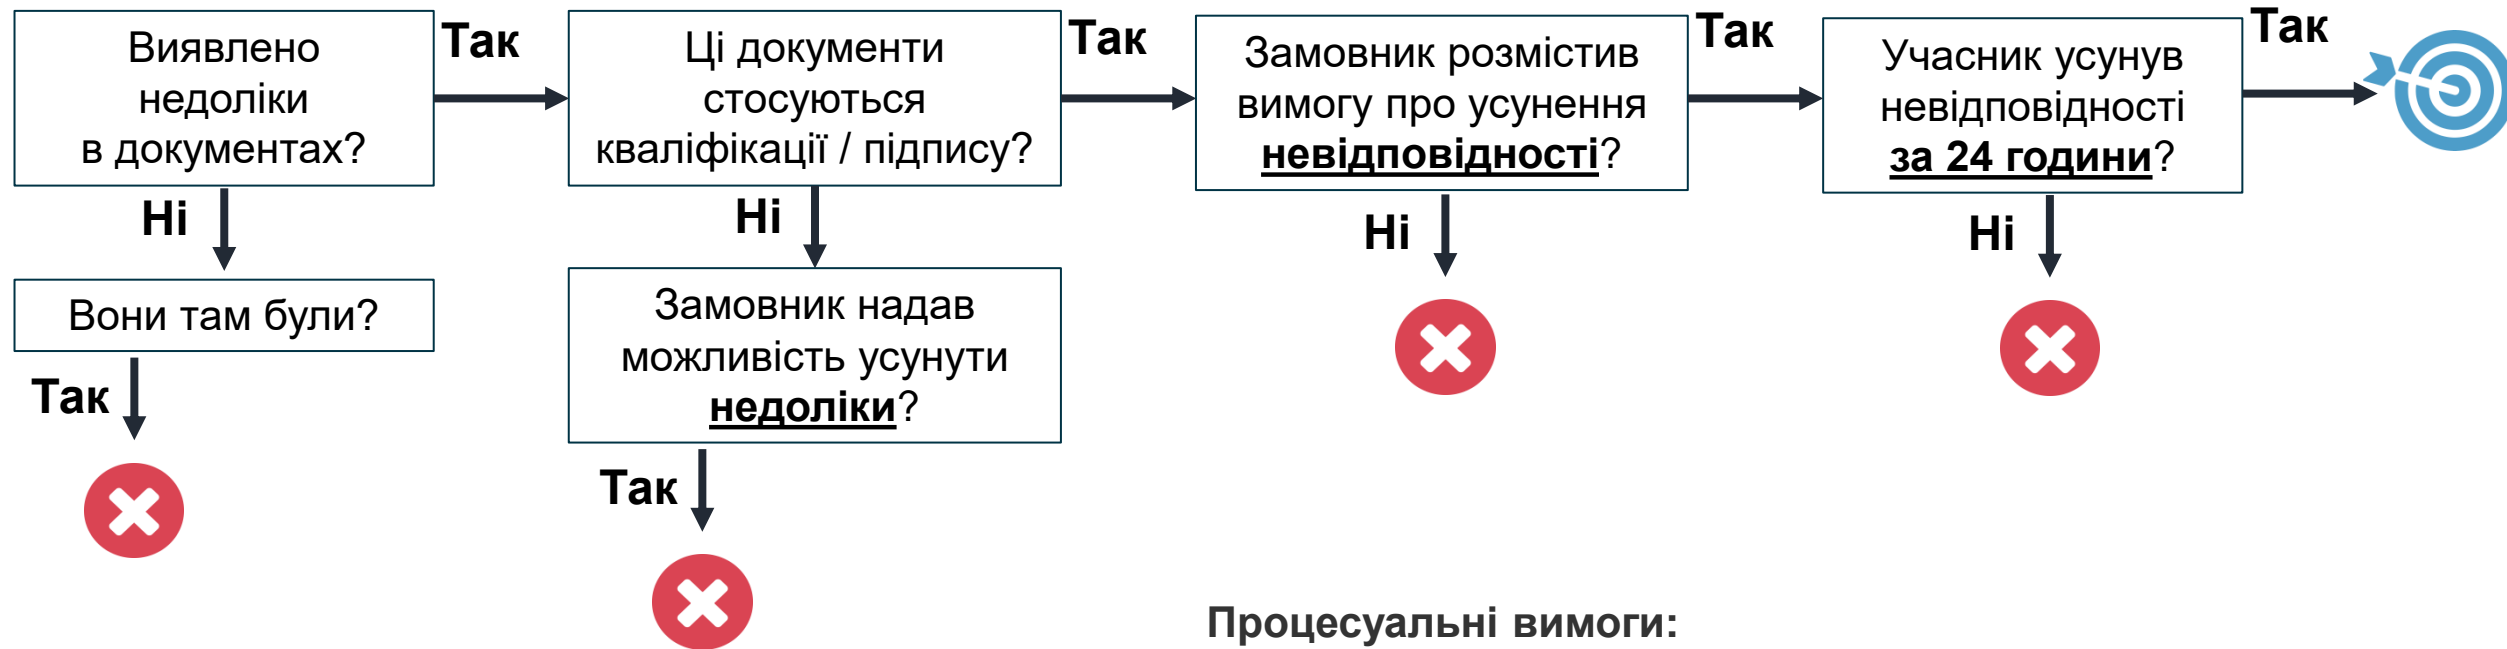 Виявлено
недоліки
в документах?
Так
Ці документи
стосуються
кваліфікації / підпису?
Так
Замовник розмістив
вимогу про усунення
невідповідності?
Так
Учасник усунув
невідповідності
за 24 години?
Так
Ні
Ні
Ні
Ні
Вони там були?
Замовник надав
можливість усунути
недоліки?
Так
Так
Процесуальні вимоги: